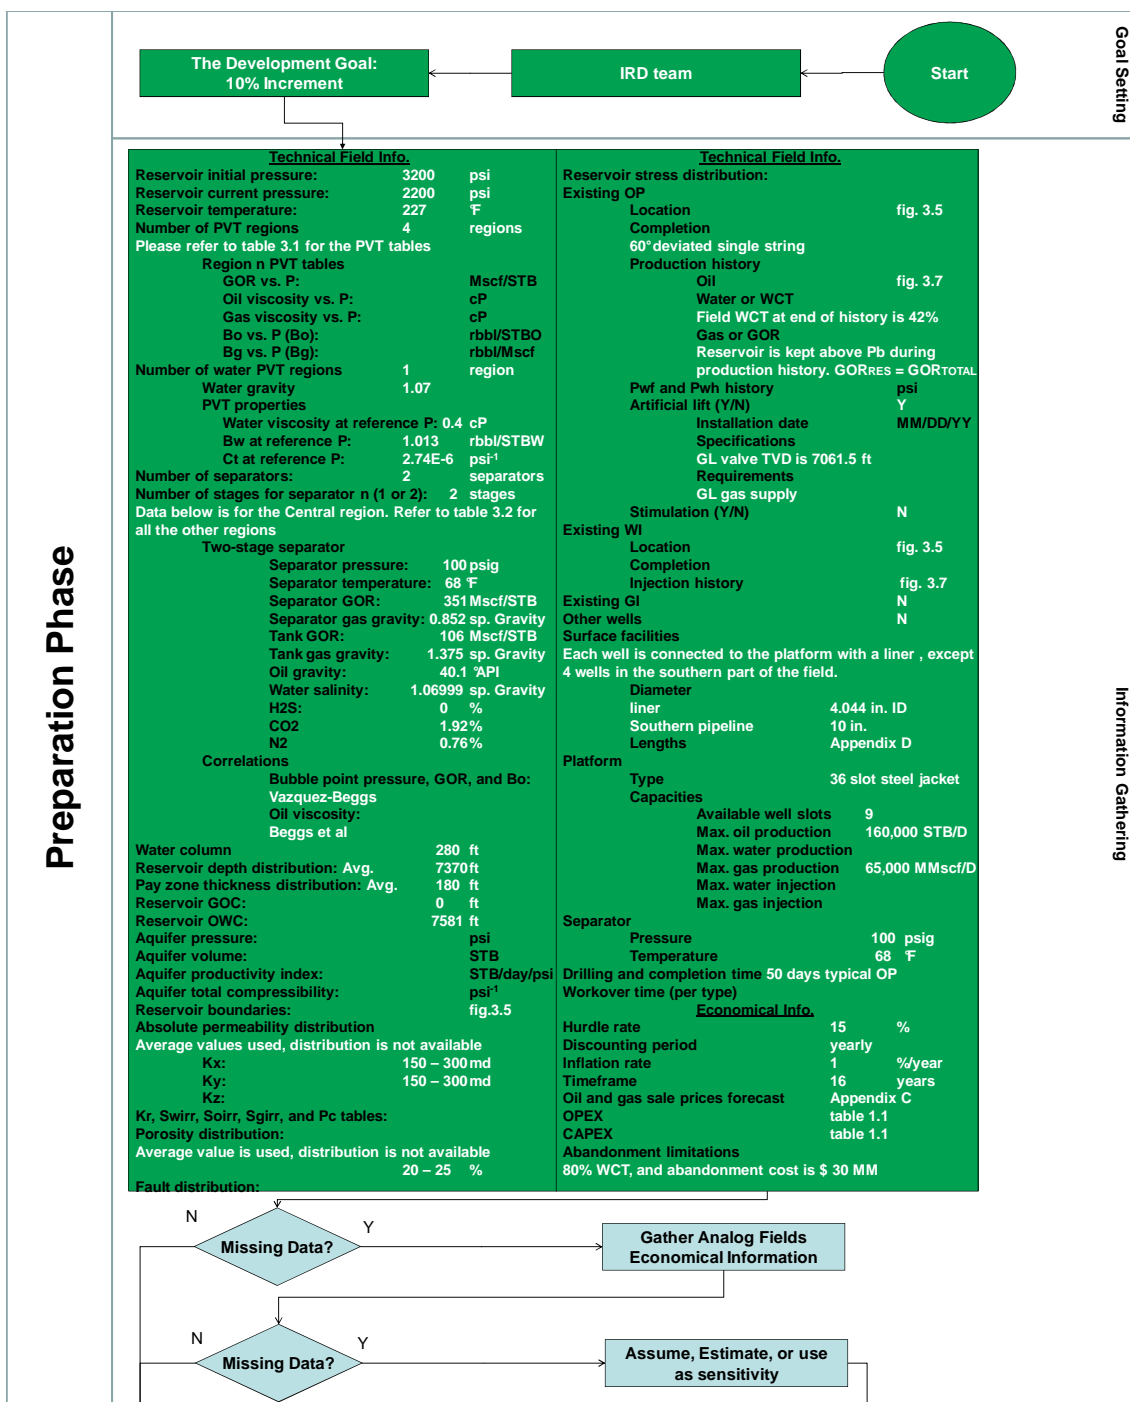 Preparation Phase
Goal Setting
The Development Goal:
10% Increment
IRD team
Start
Information Gathering
Technical Field Info.
Reservoir initial pressure: 3200 psi
Reservoir current pressure: 2200 psi
Reservoir temperature: 227 °F
Number of PVT regions 4 regions
Please refer to table 3.1 for the PVT tables
Region n PVT tables
GOR vs. P: Mscf/STB
Oil viscosity vs. P: cP
Gas viscosity vs. P: cP
Bo vs. P (Bo): rbbl/STBO
Bg vs. P (Bg): rbbl/Mscf
Number of water PVT regions 1 region
Water gravity 1.07
PVT properties
Water viscosity at reference P: 0.4 cP
Bw at reference P: 1.013 rbbl/STBW
Ct at reference P: 2.74E-6 psi-1
Number of separators: 2 separators
Number of stages for separator n (1 or 2): 2 stages
Data below is for the Central region. Refer to table 3.2 for
all the other regions
Two-stage separator
Separator pressure: 100 psig
Separator temperature: 68 °F
Separator GOR: 351 Mscf/STB
Separator gas gravity: 0.852 sp. Gravity
Tank GOR: 106 Mscf/STB
Tank gas gravity: 1.375 sp. Gravity
Oil gravity: 40.1 °API
Water salinity: 1.06999 sp. Gravity
H2S: 0 %
CO2 1.92 %
N2 0.76 %
Correlations
Bubble point pressure, GOR, and Bo:
Vazquez-Beggs
Oil viscosity:
Beggs et al
Water column 280 ft
Reservoir depth distribution: Avg. 7370 ft
Pay zone thickness distribution: Avg. 180 ft
Reservoir GOC: 0 ft
Reservoir OWC: 7581 ft
Aquifer pressure: psi
Aquifer volume: STB
Aquifer productivity index: STB/day/psi
Aquifer total compressibility: psi-1
Reservoir boundaries: fig.3.5
Absolute permeability distribution
Average values used, distribution is not available
Kx: 150 – 300 md
Ky: 150 – 300 md
Kz:
Kr, Swirr, Soirr, Sgirr, and Pc tables:
Porosity distribution:
Average value is used, distribution is not available
20 – 25 %
Fault distribution:
Technical Field Info.
Reservoir stress distribution:
Existing OP
Location fig. 3.5
Completion
60° deviated single string
Production history
Oil fig. 3.7
Water or WCT
Field WCT at end of history is 42%
Gas or GOR
Reservoir is kept above Pb during
production history. GORRES = GORTOTAL
Pwf and Pwh history psi
Artificial lift (Y/N) Y
Installation date MM/DD/YY
Specifications
GL valve TVD is 7061.5 ft
Requirements
GL gas supply
Stimulation (Y/N) N
Existing WI
Location fig. 3.5
Completion
Injection history fig. 3.7
Existing GI N
Other wells N
Surface facilities
Each well is connected to the platform with a liner , except
4 wells in the southern part of the field.
Diameter
liner 4.044 in. ID
Southern pipeline 10 in.
Lengths Appendix D
Platform
Type 36 slot steel jacket
Capacities
Available well slots 9
Max. oil production 160,000 STB/D
Max. water production
Max. gas production 65,000 MMscf/D
Max. water injection
Max. gas injection
Separator
Pressure 100 psig
Temperature 68 °F
Drilling and completion time 50 days typical OP
Workover time (per type)
Economical Info.
Hurdle rate 15 %
Discounting period yearly
Inflation rate 1 %/year
Timeframe 16 years
Oil and gas sale prices forecast Appendix C
OPEX table 1.1
CAPEX table 1.1
Abandonment limitations
80% WCT, and abandonment cost is $ 30 MM
N
Missing Data?
Y
Gather Analog Fields
Economical Information
N
Missing Data?
Y
Assume, Estimate, or use
as sensitivity